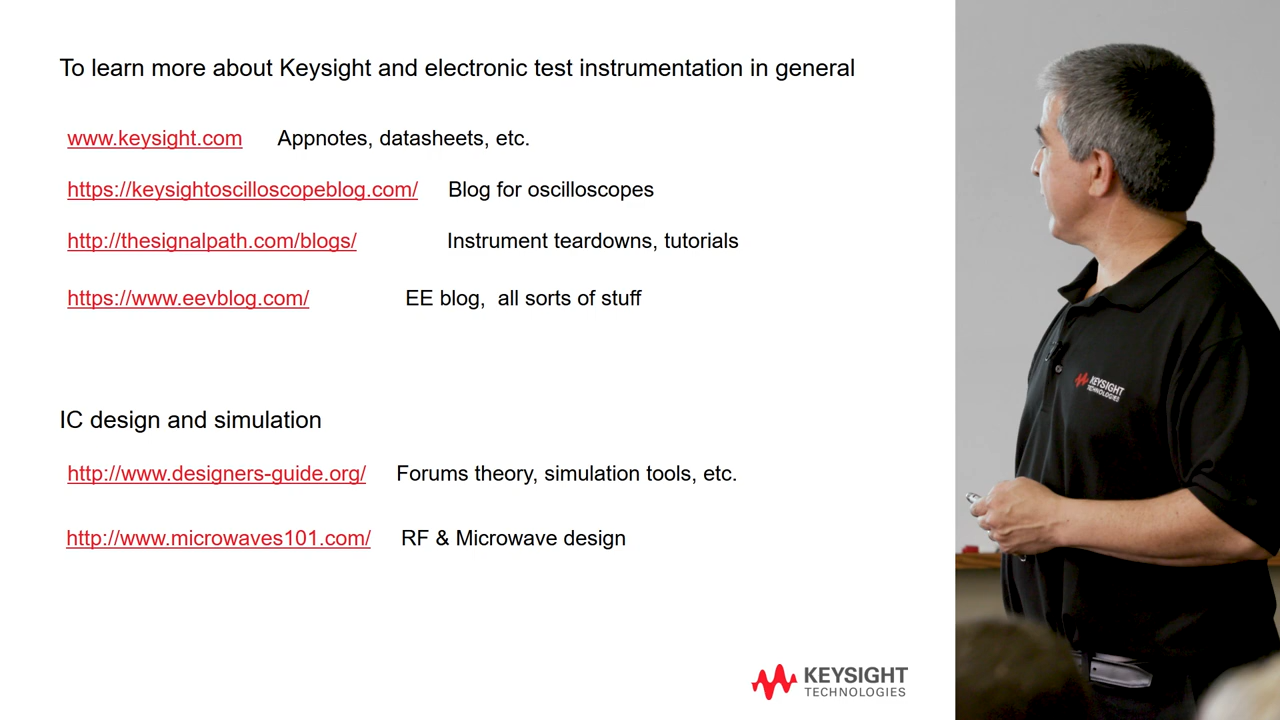 To learn more about Keysight and electronic test instrumentation in general
www.keysight.com Appnotes, datasheets, etc.
https://keysightoscilloscopeblog.com/ Blog for oscilloscopes
http://thesignalpath.com/blogs/ Instrument teardowns, tutorials
https://www.eevblog.com/ EE blog, all sorts of stuff
IC design and simulation
http://www.designers-guide.org/ Forums theory, simulation tools, etc.
http://www.microwaves101.com/ RF & Microwave design
KEYSIGHT
TECHNOLOGIES
KEYSIGHT
TECHNOLOGIES